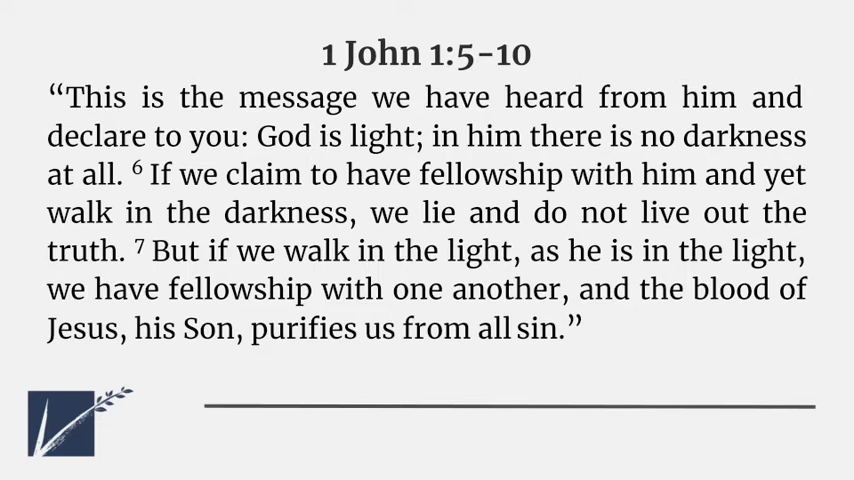 1 John 1:5-10
“This is the message we have heard from him and
declare to you: God is light; in him there is no darkness
at all. ⁶ If we claim to have fellowship with him and yet
walk in the darkness, we lie and do not live out the
truth. ⁷ But if we walk in the light, as he is in the light,
we have fellowship with one another, and the blood of
Jesus, his Son, purifies us from all sin.”